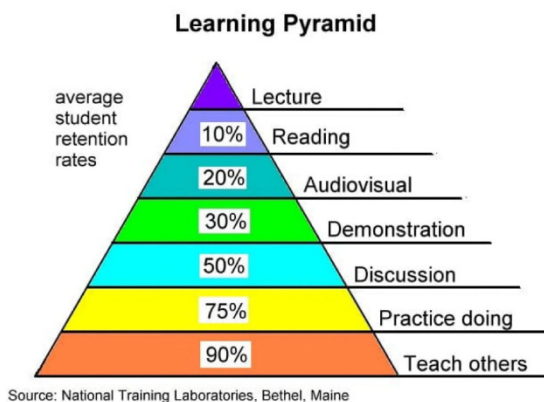 Learning Pyramid
average
student
retention
rates
Lecture
10% Reading
20% Audiovisual
30% Demonstration
50% Discussion
75% Practice doing
90% Teach others
Source: National Training Laboratories, Bethel, Maine